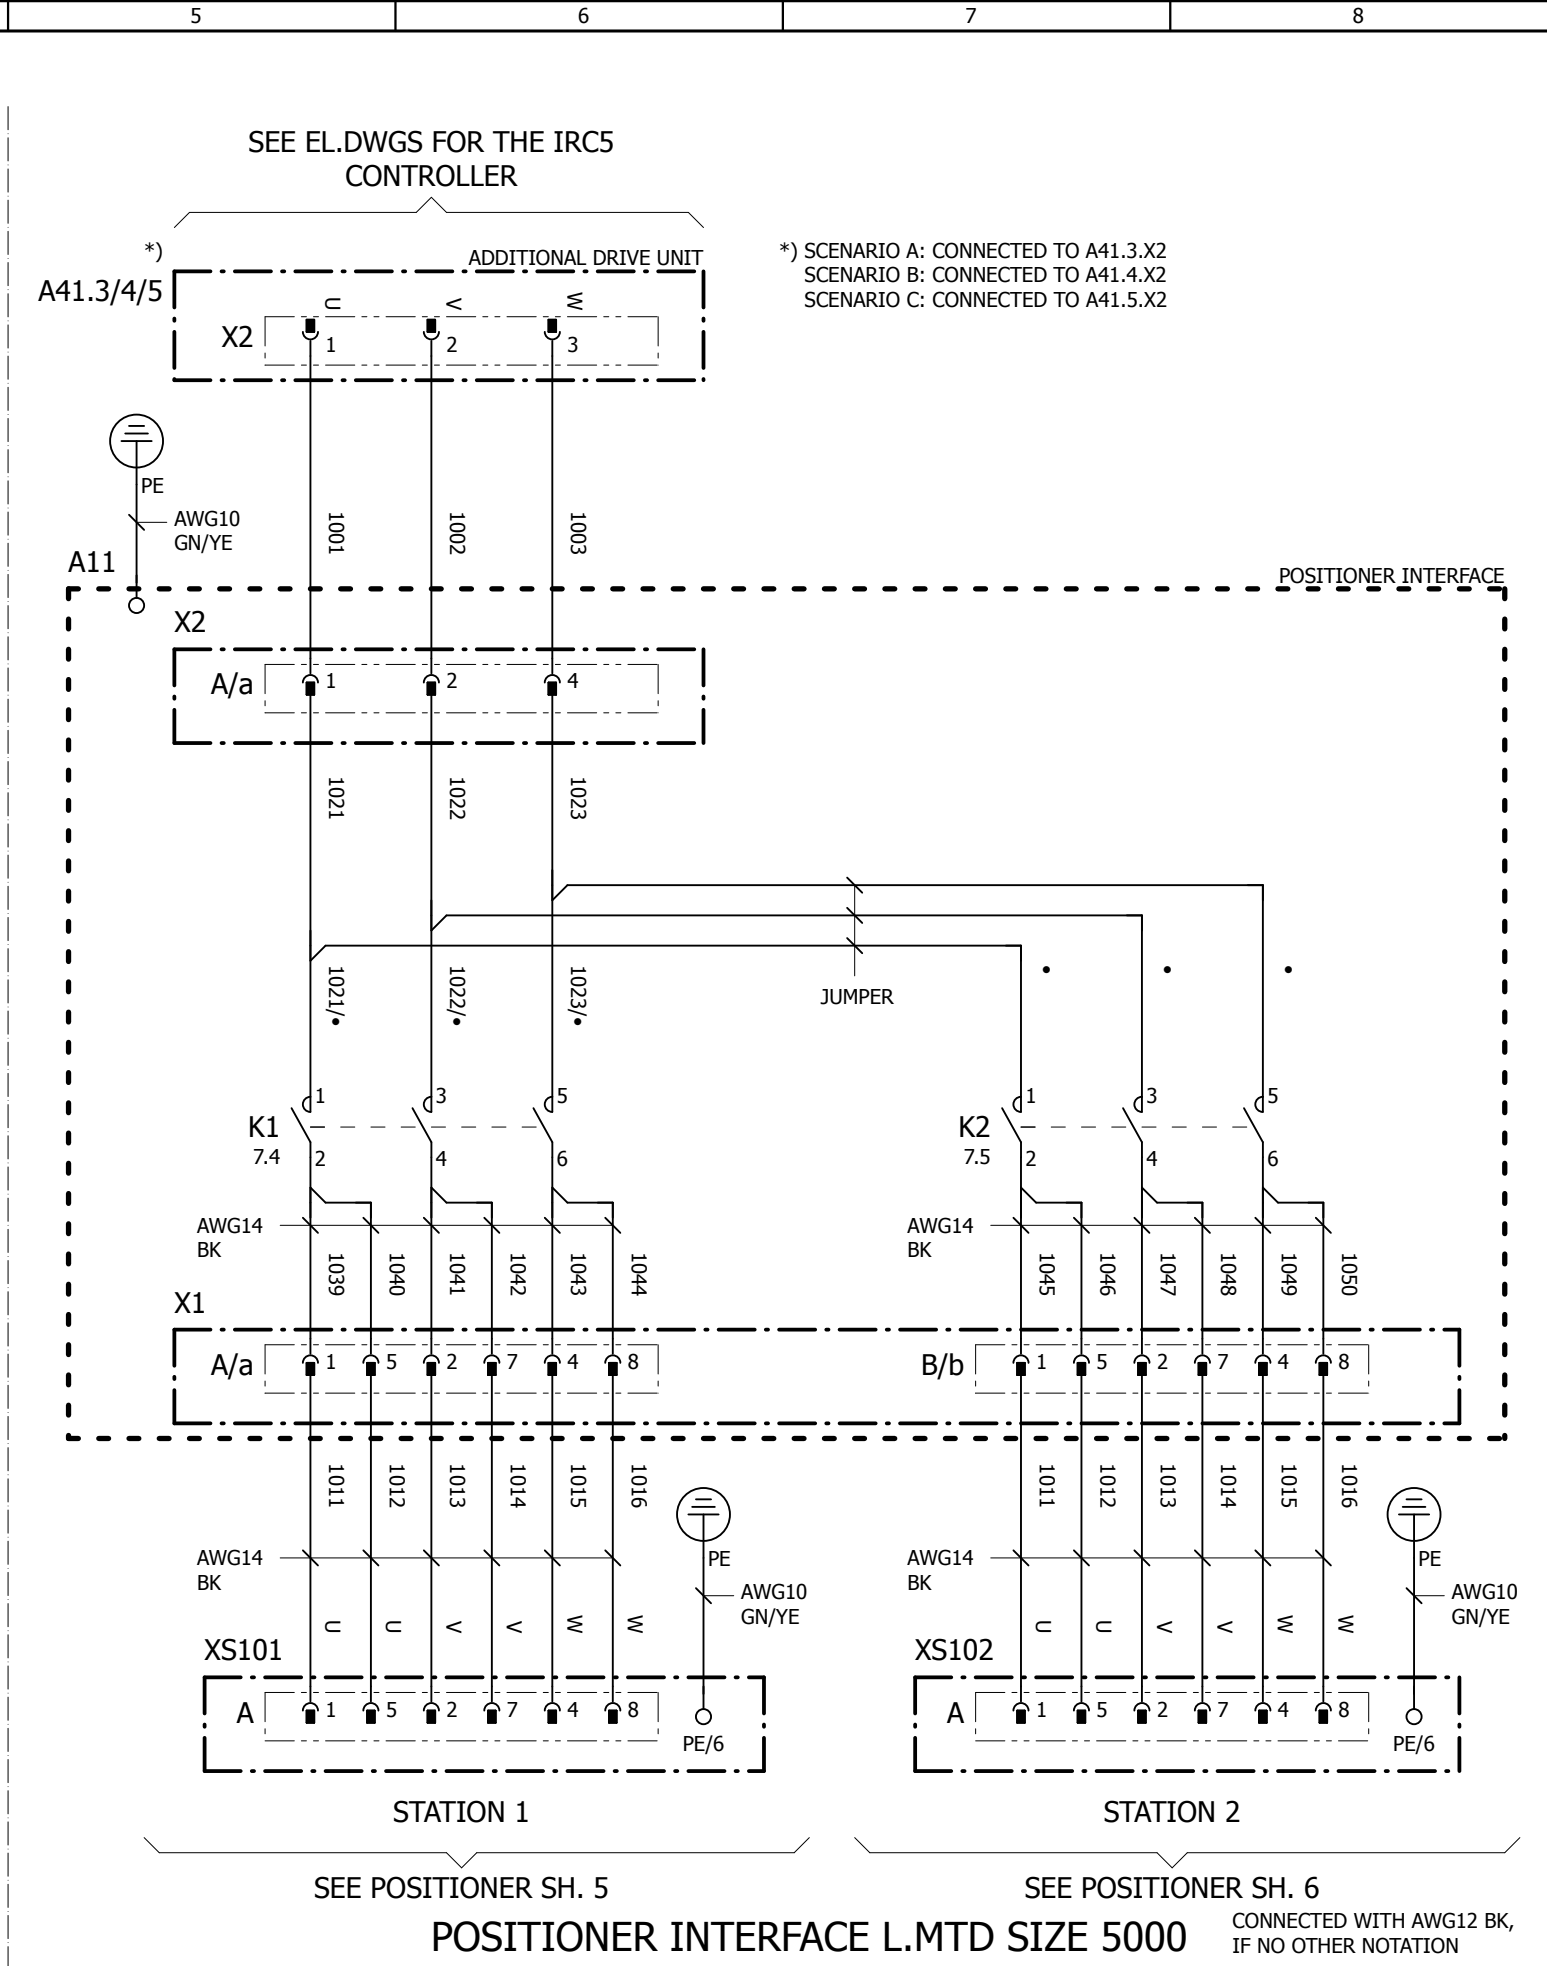 5 6 7 8
SEE EL.DWGS FOR THE IRC5
CONTROLLER
*) ADDITIONAL DRIVE UNIT
*) SCENARIO A: CONNECTED TO A41.3.X2
SCENARIO B: CONNECTED TO A41.4.X2
SCENARIO C: CONNECTED TO A41.5.X2
A41.3/4/5
U V W
X2 1 2 3
PE
AWG10
GN/YE
1001 1002 1003
A11
POSITIONER INTERFACE
X2
A/a 1 2 4
1021 1022 1023
1021/• 1022/• 1023/• • • •
JUMPER
1 3 5 1 3 5
K1 K2
7.4 2 4 6 7.5 2 4 6
AWG14 AWG14
BK BK
1039 1040 1041 1042 1043 1044 1045 1046 1047 1048 1049 1050
X1
A/a 1 5 2 7 4 8 B/b 1 5 2 7 4 8
1011 1012 1013 1014 1015 1016 1011 1012 1013 1014 1015 1016
AWG14 PE AWG14 PE
BK BK
AWG10 AWG10
GN/YE GN/YE
U U V V W W U U V V W W
XS101 XS102
A 1 5 2 7 4 8 A 1 5 2 7 4 8
PE/6 PE/6
STATION 1 STATION 2
SEE POSITIONER SH. 5 SEE POSITIONER SH. 6
POSITIONER INTERFACE L.MTD SIZE 5000
CONNECTED WITH AWG12 BK,
IF NO OTHER NOTATION